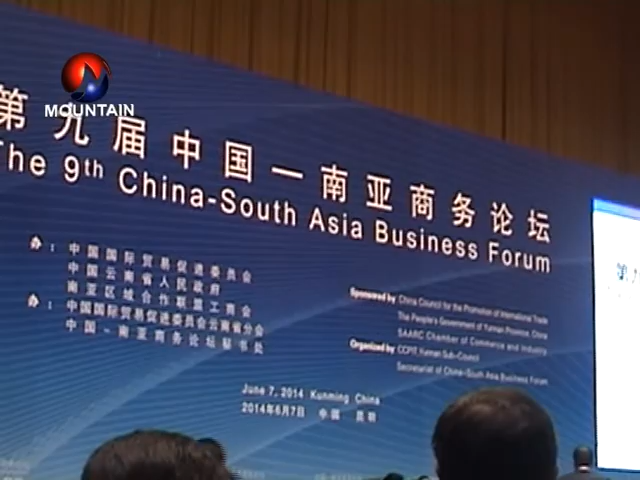 MOUNTAIN
第九届中国一南亚商务论坛
The 9th China-South Asia Business Forum
办：中国国际贸易促进委员会
中国云南省人民政府
南亚区域合作联盟工商会
办：中国国际贸易促进委员会云南省分会
中国-南亚商务论坛秘书处
Sponsored by China Council for the Promotion of International Trade
The People's Government of Yunnan Province, China
SAARC Chamber of Commerce and Industry
Organized by CCPIT Yunnan Sub-Council
Secretariat of China-South Asia Business Forum
June 7, 2014 Kunming China
2014年6月7日 中国 昆明